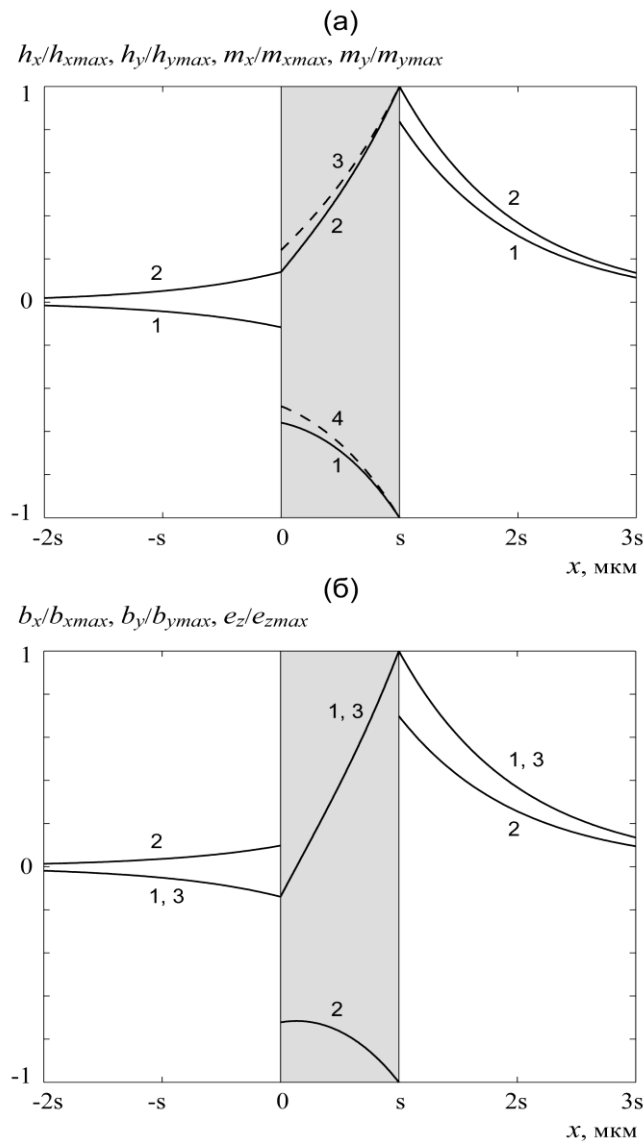 (а)
hx/hxmax, hy/hymax, mx/mxmax, my/mymax
1
3
2
2
1
2
0
1
4
1
-1
-2s
-s
0
s
2s
3s
x, мкм
(б)
bx/bxmax, by/bymax, ez/ezmax
1
1, 3
1, 3
2
2
0
1, 3
2
-1
-2s
-s
0
s
2s
3s
x, мкм